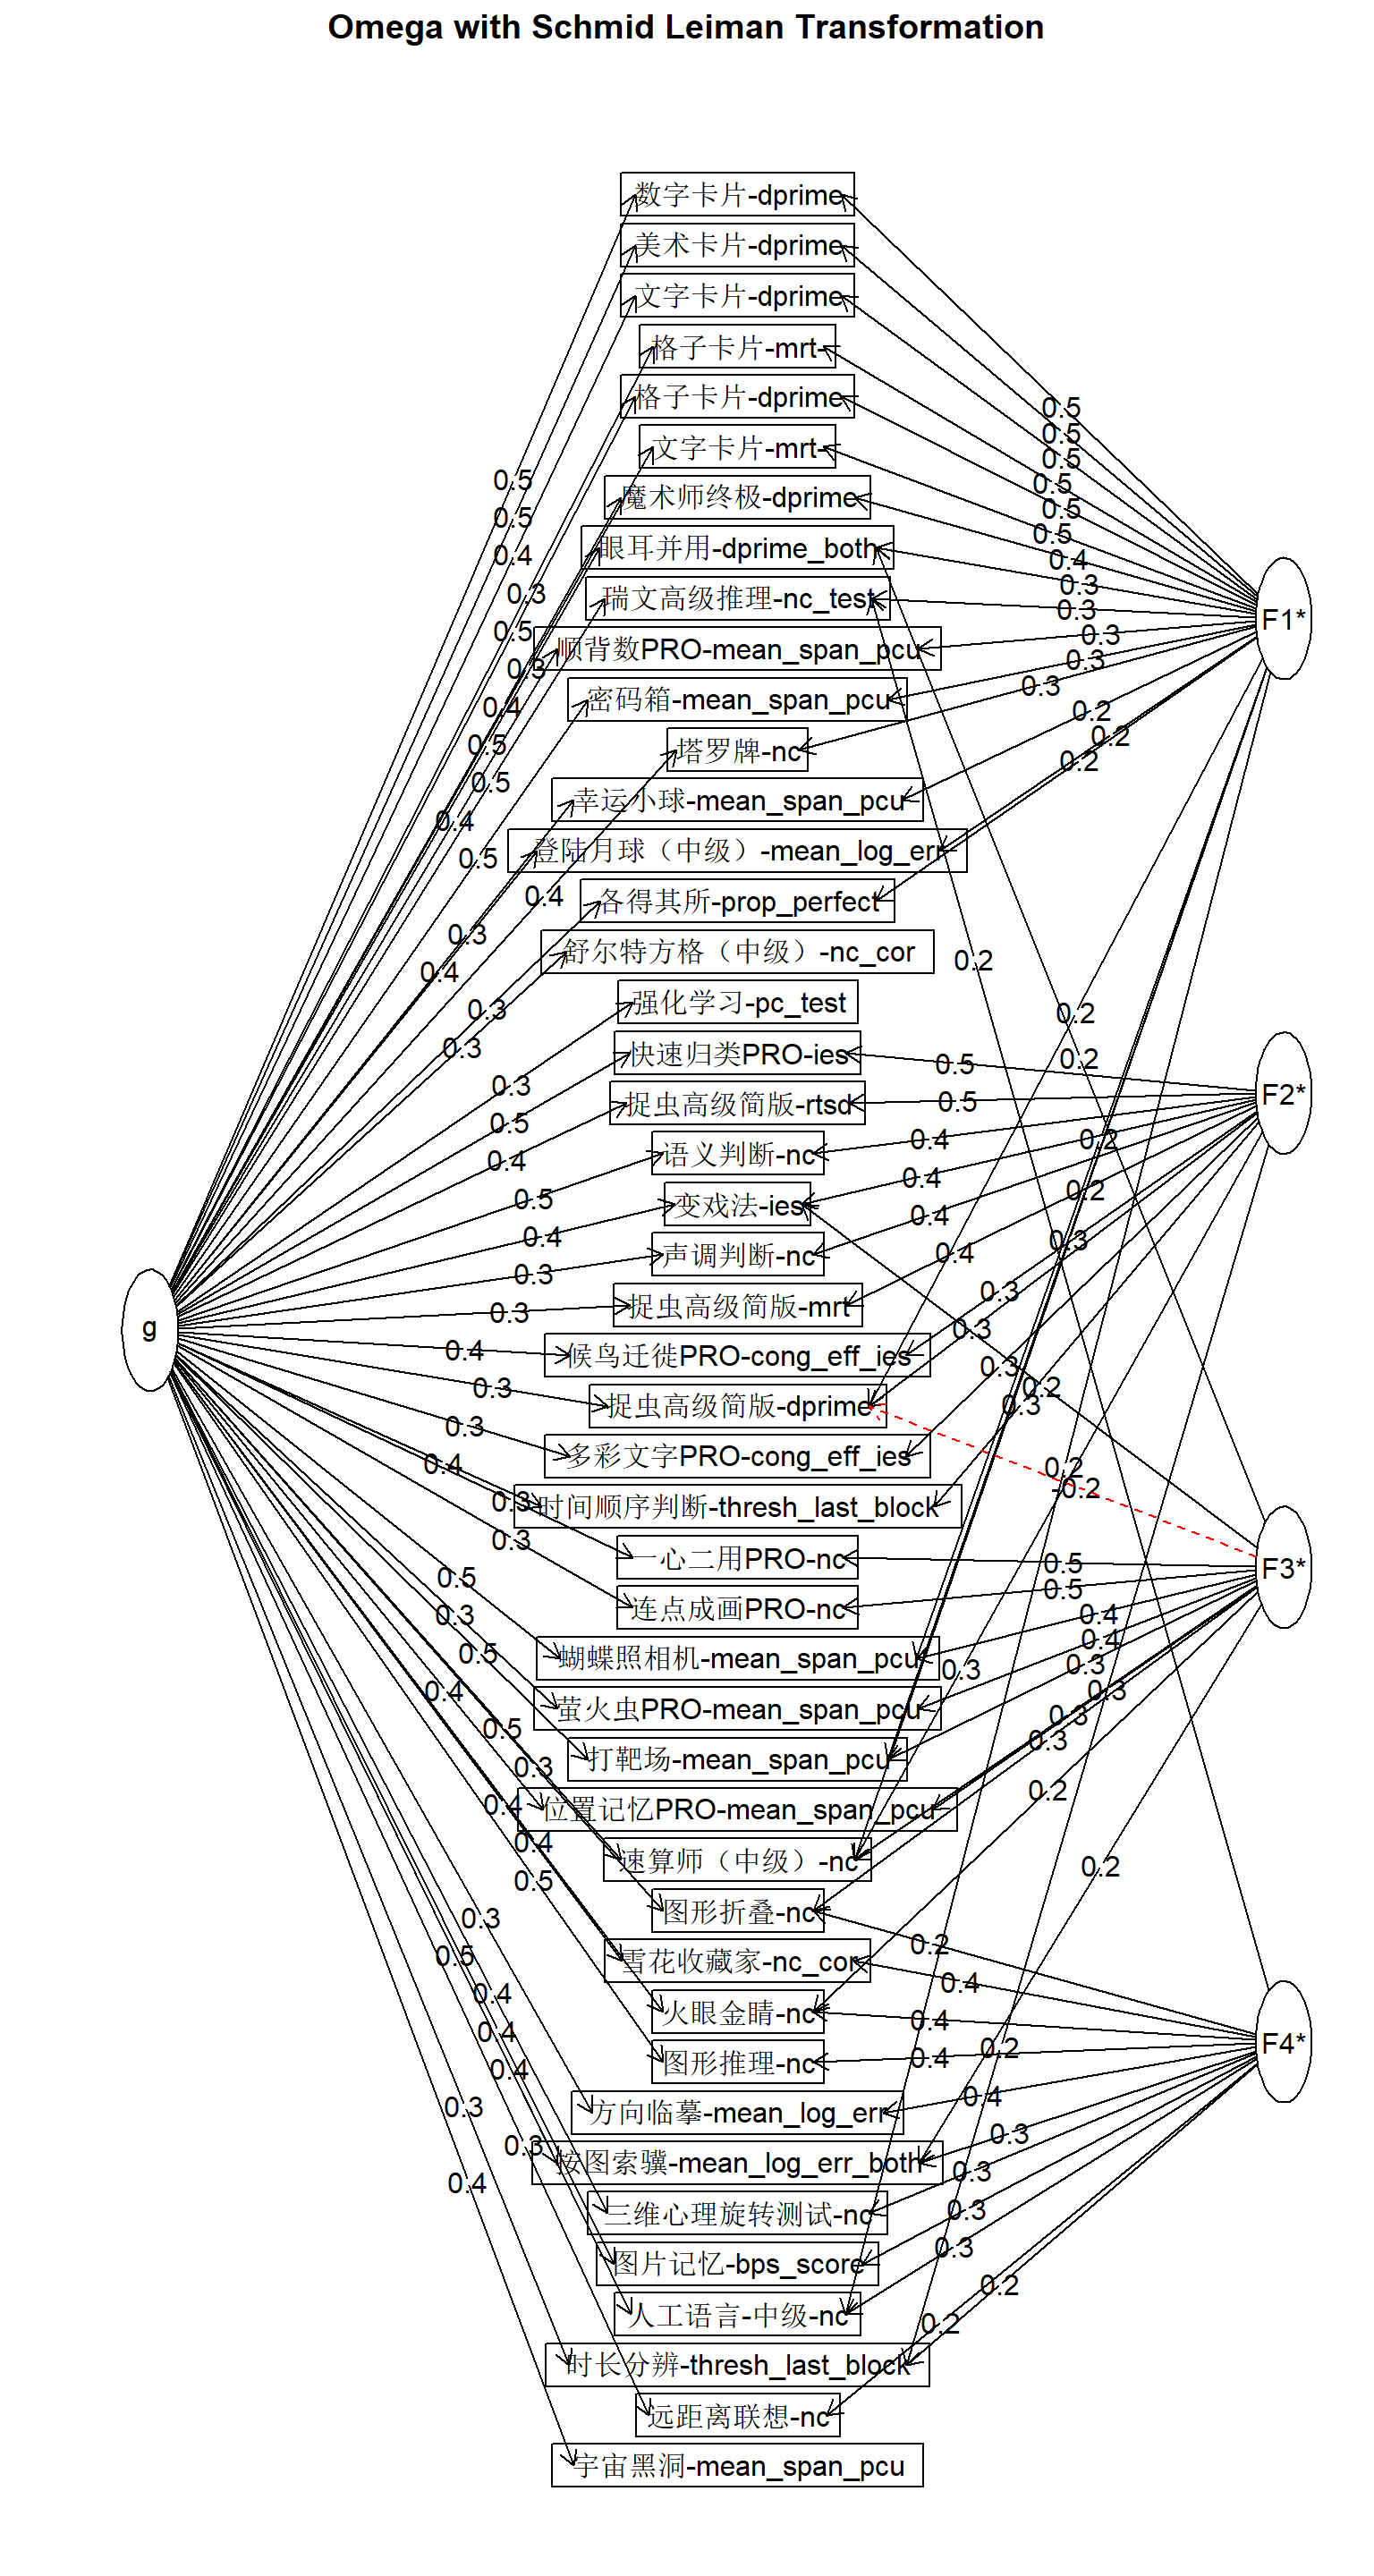 Omega with Schmid Leiman Transformation
数字卡片-dprime
美术卡片-dprime
文字卡片-dprime
格子卡片-mrt-
格子卡片-dprime
文字卡片-mrt-
魔术师终极-dprime
眼耳并用-dprime_both
瑞文高级推理-nc_test
顺背数PRO-mean_span_pcu
密码箱-mean_span_pcu
塔罗牌-nc
幸运小球-mean_span_pcu
登陆月球（中级）-mean_log_err-
各得其所-prop_perfect
舒尔特方格（中级）-nc_cor
强化学习-pc_test
快速归类PRO-ies
捉虫高级简版-rtsd
语义判断-nc
变戏法-ies
声调判断-nc
捉虫高级简版-mrt
候鸟迁徙PRO-cong_eff_ies
捉虫高级简版-dprime
多彩文字PRO-cong_eff_ies
时间顺序判断-thresh_last_block
一心二用PRO-nc
连点成画PRO-nc
蝴蝶照相机-mean_span_pcu
萤火虫PRO-mean_span_pcu
打靶场-mean_span_pcu
位置记忆PRO-mean_span_pcu
速算师（中级）-nc
图形折叠-nc
雪花收藏家-nc_cor
火眼金睛-nc
图形推理-nc
方向临摹-mean_log_err
按图索骥-mean_log_err_both
三维心理旋转测试-nc
图片记忆-bps_score
人工语言-中级-nc
时长分辨-thresh_last_block
远距离联想-nc
宇宙黑洞-mean_span_pcu
g
0.5
0.5
0.4
0.3
0.5
0.3
0.4
0.5
0.5
0.4
0.5
0.4
0.3
0.4
0.3
0.3
0.3
0.5
0.4
0.5
0.4
0.3
0.3
0.4
0.3
0.3
0.4
0.3
0.3
0.5
0.3
0.5
0.4
0.5
0.3
0.4
0.4
0.5
0.3
0.5
0.4
0.4
0.4
0.3
0.3
0.4
F1*
0.5
0.5
0.5
0.5
0.5
0.5
0.4
0.3
0.3
0.3
0.3
0.3
0.2
0.2
0.2
0.2
0.2
0.2
0.2
0.2
0.3
F2*
0.5
0.5
0.4
0.4
0.4
0.4
0.3
0.3
0.3
0.3
0.2
0.2
0.3
F3*
-0.2
0.5
0.5
0.4
0.4
0.3
0.3
0.3
0.3
0.2
0.2
F4*
0.2
0.4
0.4
0.4
0.2
0.4
0.3
0.3
0.3
0.3
0.2
0.2